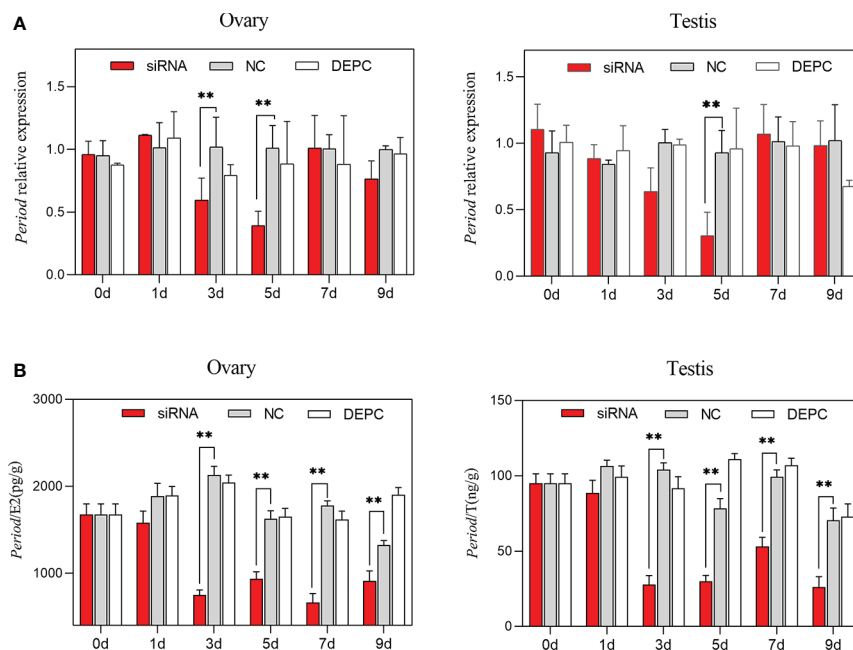 A
Ovary
siRNA NC DEPC
Period relative expression
1.5
1.0
0.5
0.0
** **
0d 1d 3d 5d 7d 9d
Testis
siRNA NC DEPC
Period relative expression
1.5
1.0
0.5
0.0
**
0d 1d 3d 5d 7d 9d
B
Ovary
siRNA NC DEPC
Period/E2(pg/g)
3000
2000
1000
** ** ** **
0d 1d 3d 5d 7d 9d
Testis
siRNA NC DEPC
Period/T(ng/g)
150
100
50
0
** ** ** **
0d 1d 3d 5d 7d 9d